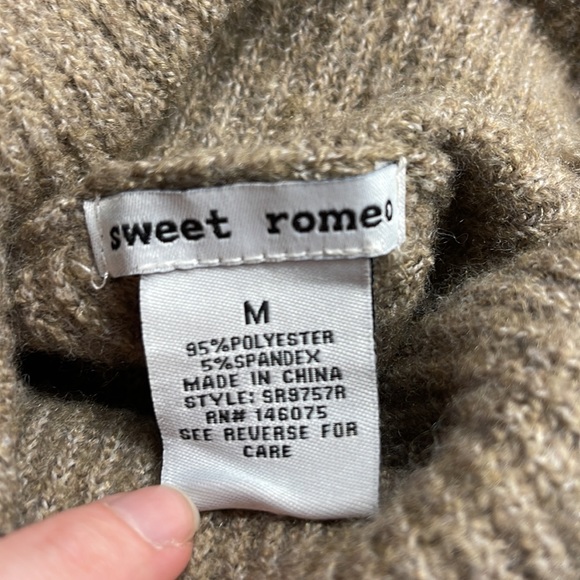 sweet romeo
M
95%POLYESTER
5%SPANDEX
MADE IN CHINA
STYLE: SR9757R
RN# 146075
SEE REVERSE FOR
CARE